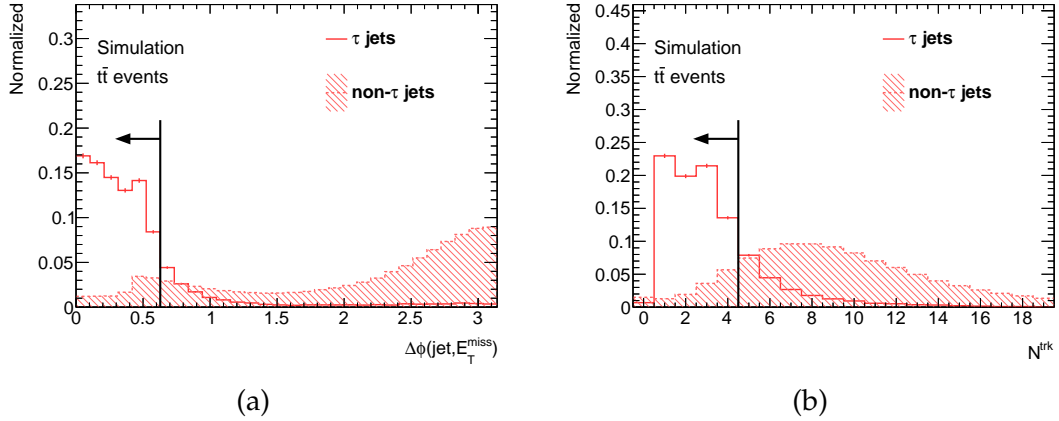 Normalized
0.3
0.25
0.2
0.15
0.1
0.05
0
Simulation
tt̄ events
τ jets
non-τ jets
0 0.5 1 1.5 2 2.5 3
Δϕ(jet,E_T^miss)
(a)
Normalized
0.45
0.4
0.35
0.3
0.25
0.2
0.15
0.1
0.05
0
Simulation
tt̄ events
τ jets
non-τ jets
0 2 4 6 8 10 12 14 16 18
N^trk
(b)